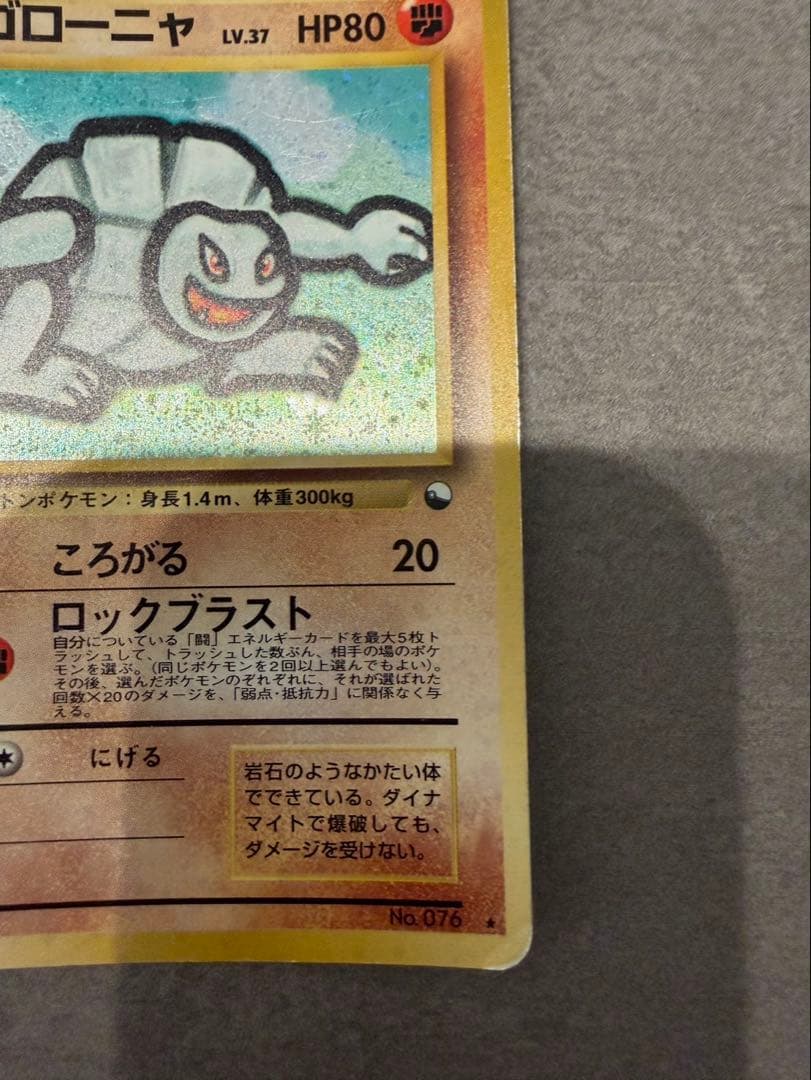 ゴローニャ LV.37 HP80
トンポケモン：身長1.4m、体重300kg
ころがる 20
ロックブラスト
自分についている「闘」エネルギーカードを最大5枚ト
ラッシュして、トラッシュした数ぶん、相手の場のポケ
モンを選ぶ。（同じポケモンを2回以上選んでもよい）。
その後、選んだポケモンのそれぞれに、それが選ばれた
回数×20のダメージを、「弱点・抵抗力」に関係なく与
える。
にげる
岩石のようなかたい体
でできている。ダイナ
マイトで爆破しても、
ダメージを受けない。
No.076 ★